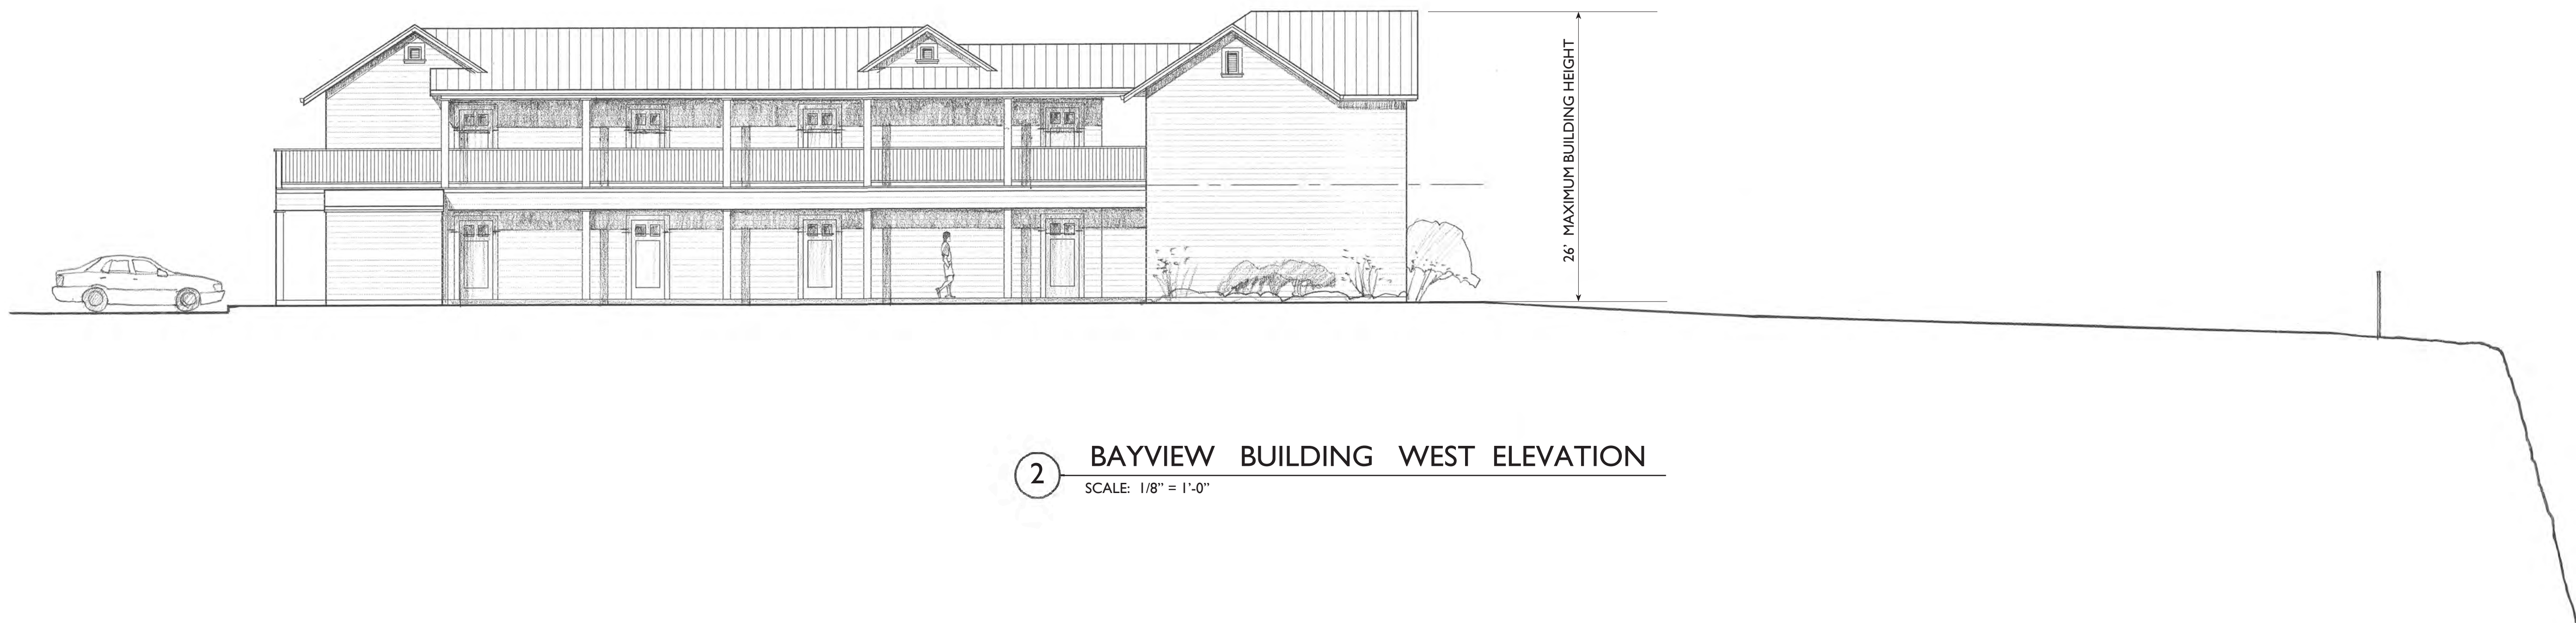 26' MAXIMUM BUILDING HEIGHT
2
BAYVIEW BUILDING WEST ELEVATION
SCALE: 1/8" = 1'-0"